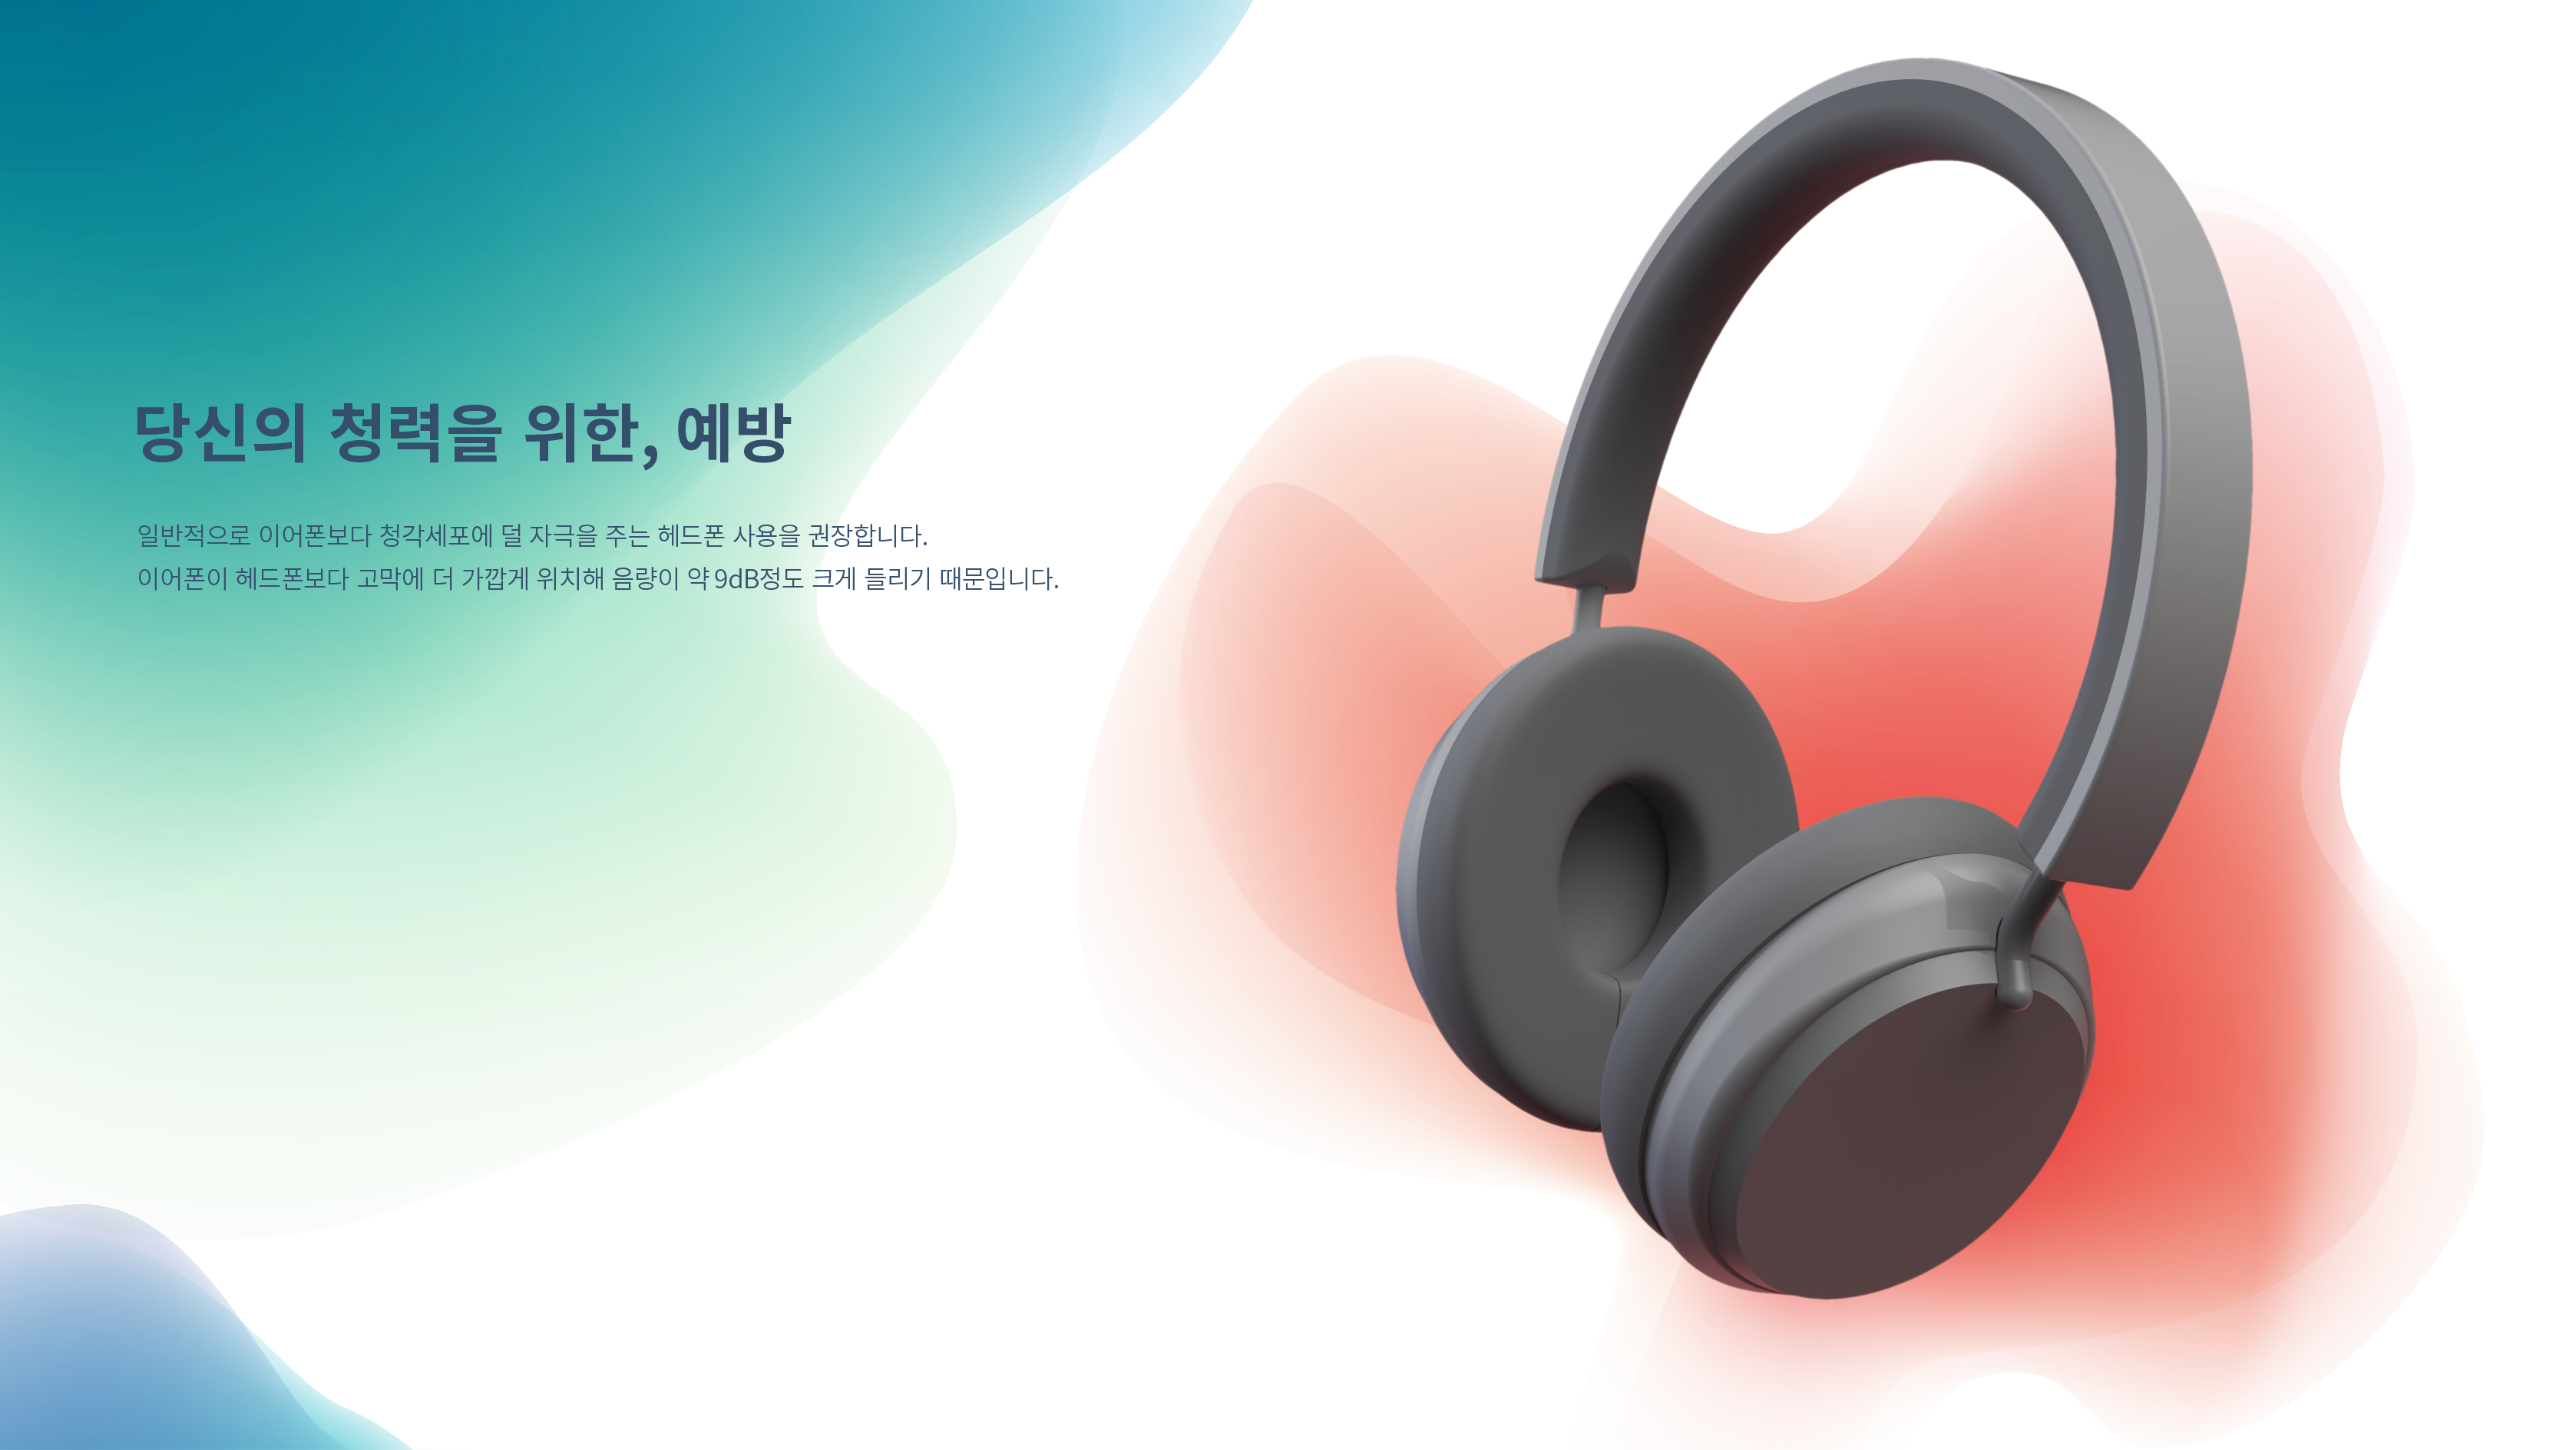 당신의 청력을 위한, 예방
일반적으로 이어폰보다 청각세포에 덜 자극을 주는 헤드폰 사용을 권장합니다.
이어폰이 헤드폰보다 고막에 더 가깝게 위치해 음량이 약 9dB정도 크게 들리기 때문입니다.